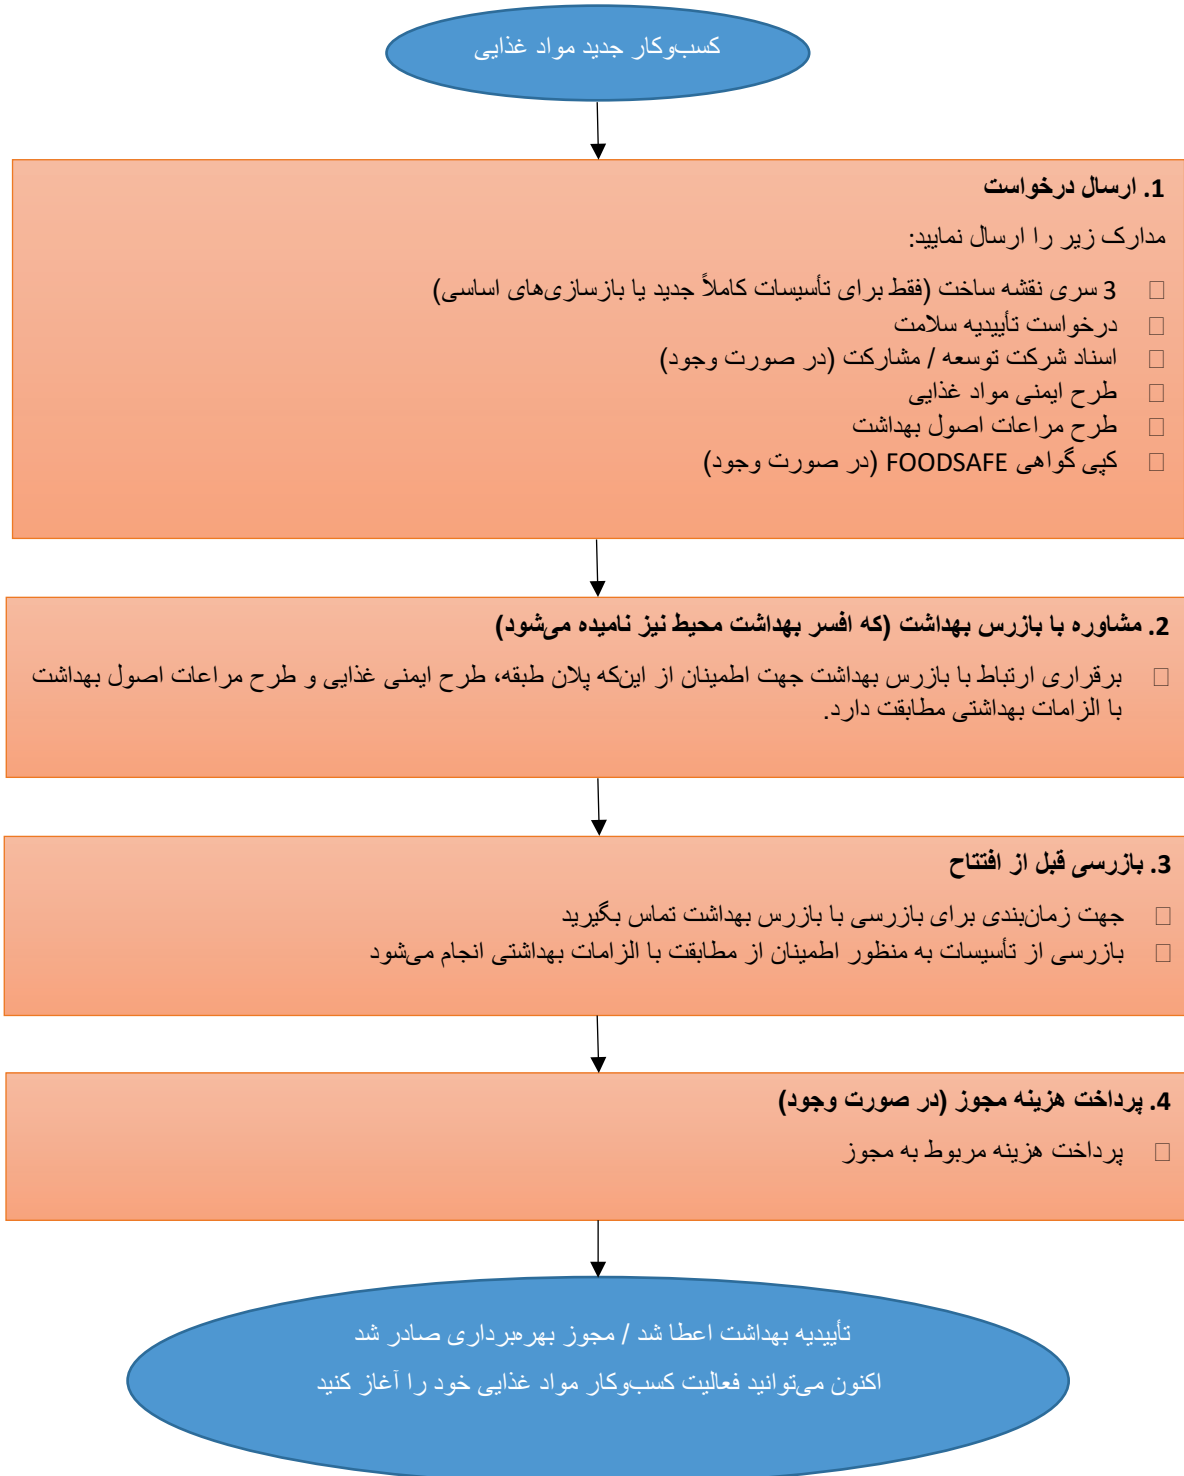 کسب‌وکار جدید مواد غذایی
1. ارسال درخواست
مدارک زیر را ارسال نمایید:
□ 3 سری نقشه ساخت (فقط برای تأسیسات کاملاً جدید یا بازسازی‌های اساسی)
□ درخواست تأییدیه سلامت
□ اسناد شرکت توسعه / مشارکت (در صورت وجود)
□ طرح ایمنی مواد غذایی
□ طرح مراعات اصول بهداشت
□ کپی گواهی FOODSAFE (در صورت وجود)
2. مشاوره با بازرس بهداشت (که افسر بهداشت محیط نیز نامیده می‌شود)
□ برقراری ارتباط با بازرس بهداشت جهت اطمینان از این‌که پلان طبقه، طرح ایمنی غذایی و طرح مراعات اصول بهداشت
با الزامات بهداشتی مطابقت دارد.
3. بازرسی قبل از افتتاح
□ جهت زمان‌بندی برای بازرسی با بازرس بهداشت تماس بگیرید
□ بازرسی از تأسیسات به منظور اطمینان از مطابقت با الزامات بهداشتی انجام می‌شود
4. پرداخت هزینه مجوز (در صورت وجود)
□ پرداخت هزینه مربوط به مجوز
تأییدیه بهداشت اعطا شد / مجوز بهره‌برداری صادر شد
اکنون می‌توانید فعالیت کسب‌وکار مواد غذایی خود را آغاز کنید